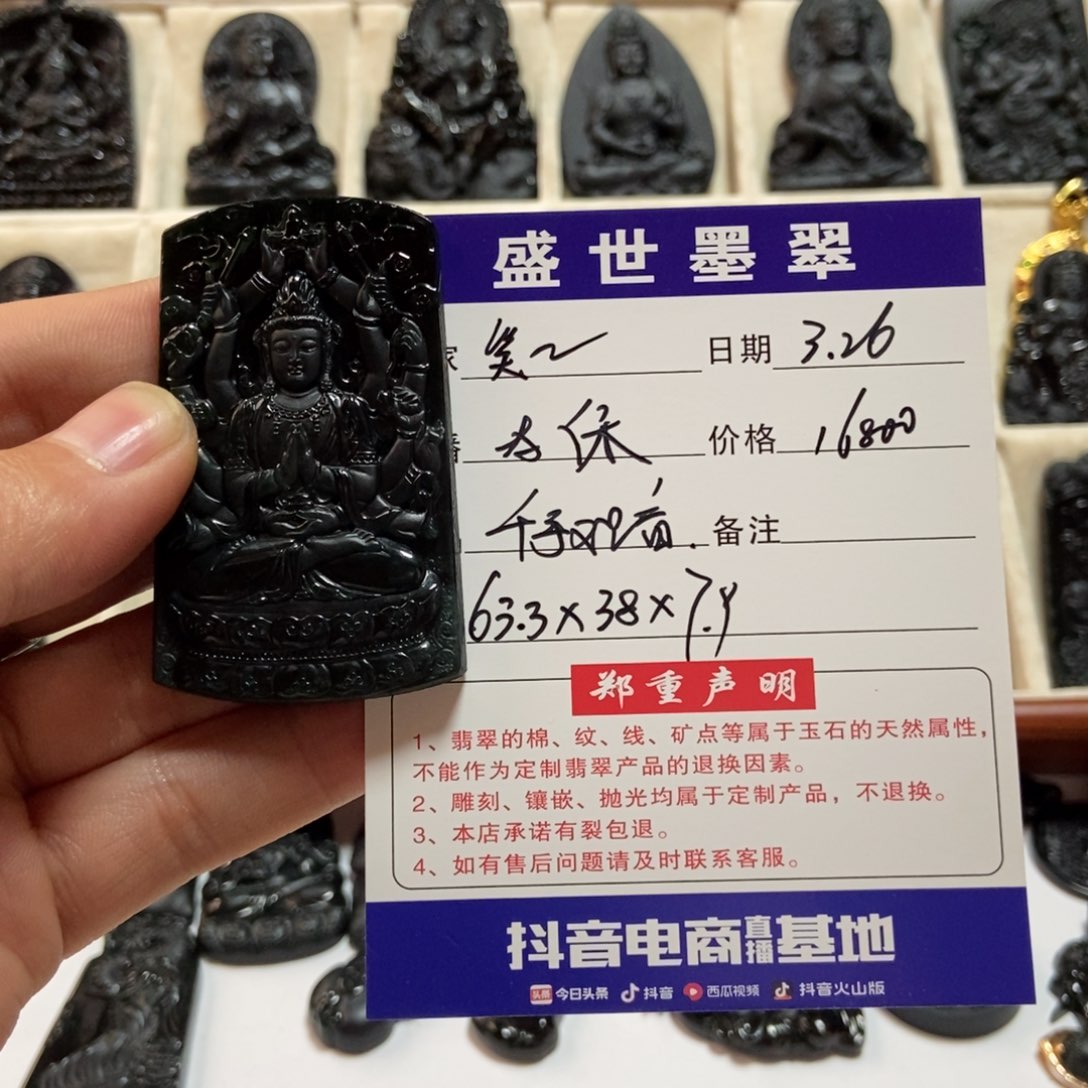 盛世墨翠
家 笑~ 日期 3.26
价格 16800
千手观音. 备注
63.3×38×7.9
郑重声明
1、翡翠的棉、纹、线、矿点等属于玉石的天然属性,
不能作为定制翡翠产品的退换因素。
2、雕刻、镶嵌、抛光均属于定制产品，不退换。
3、本店承诺有裂包退。
4、如有售后问题请及时联系客服。
抖音电商直播基地
头条 今日头条 抖音 西瓜视频 抖音火山版